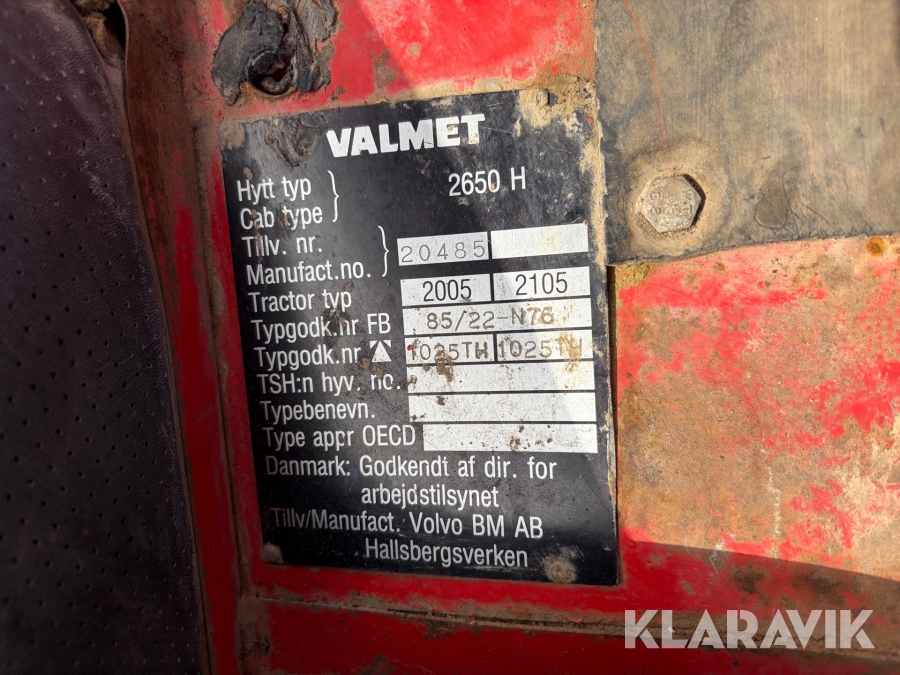 VALMET
Hytt typ
Cab type } 2650 H
Tillv. nr.
Manufact.no. } 20485
Tractor typ 2005 2105
Typgodk.nr FB 85/22-N76
Typgodk.nr 1025TH 1025TH
TSH:n hyv. no.
Typebenevn.
Type appr OECD
Danmark: Godkendt af dir. for
arbejdstilsynet
Tillv/Manufact. Volvo BM AB
Hallsbergsverken
KLARAVIK